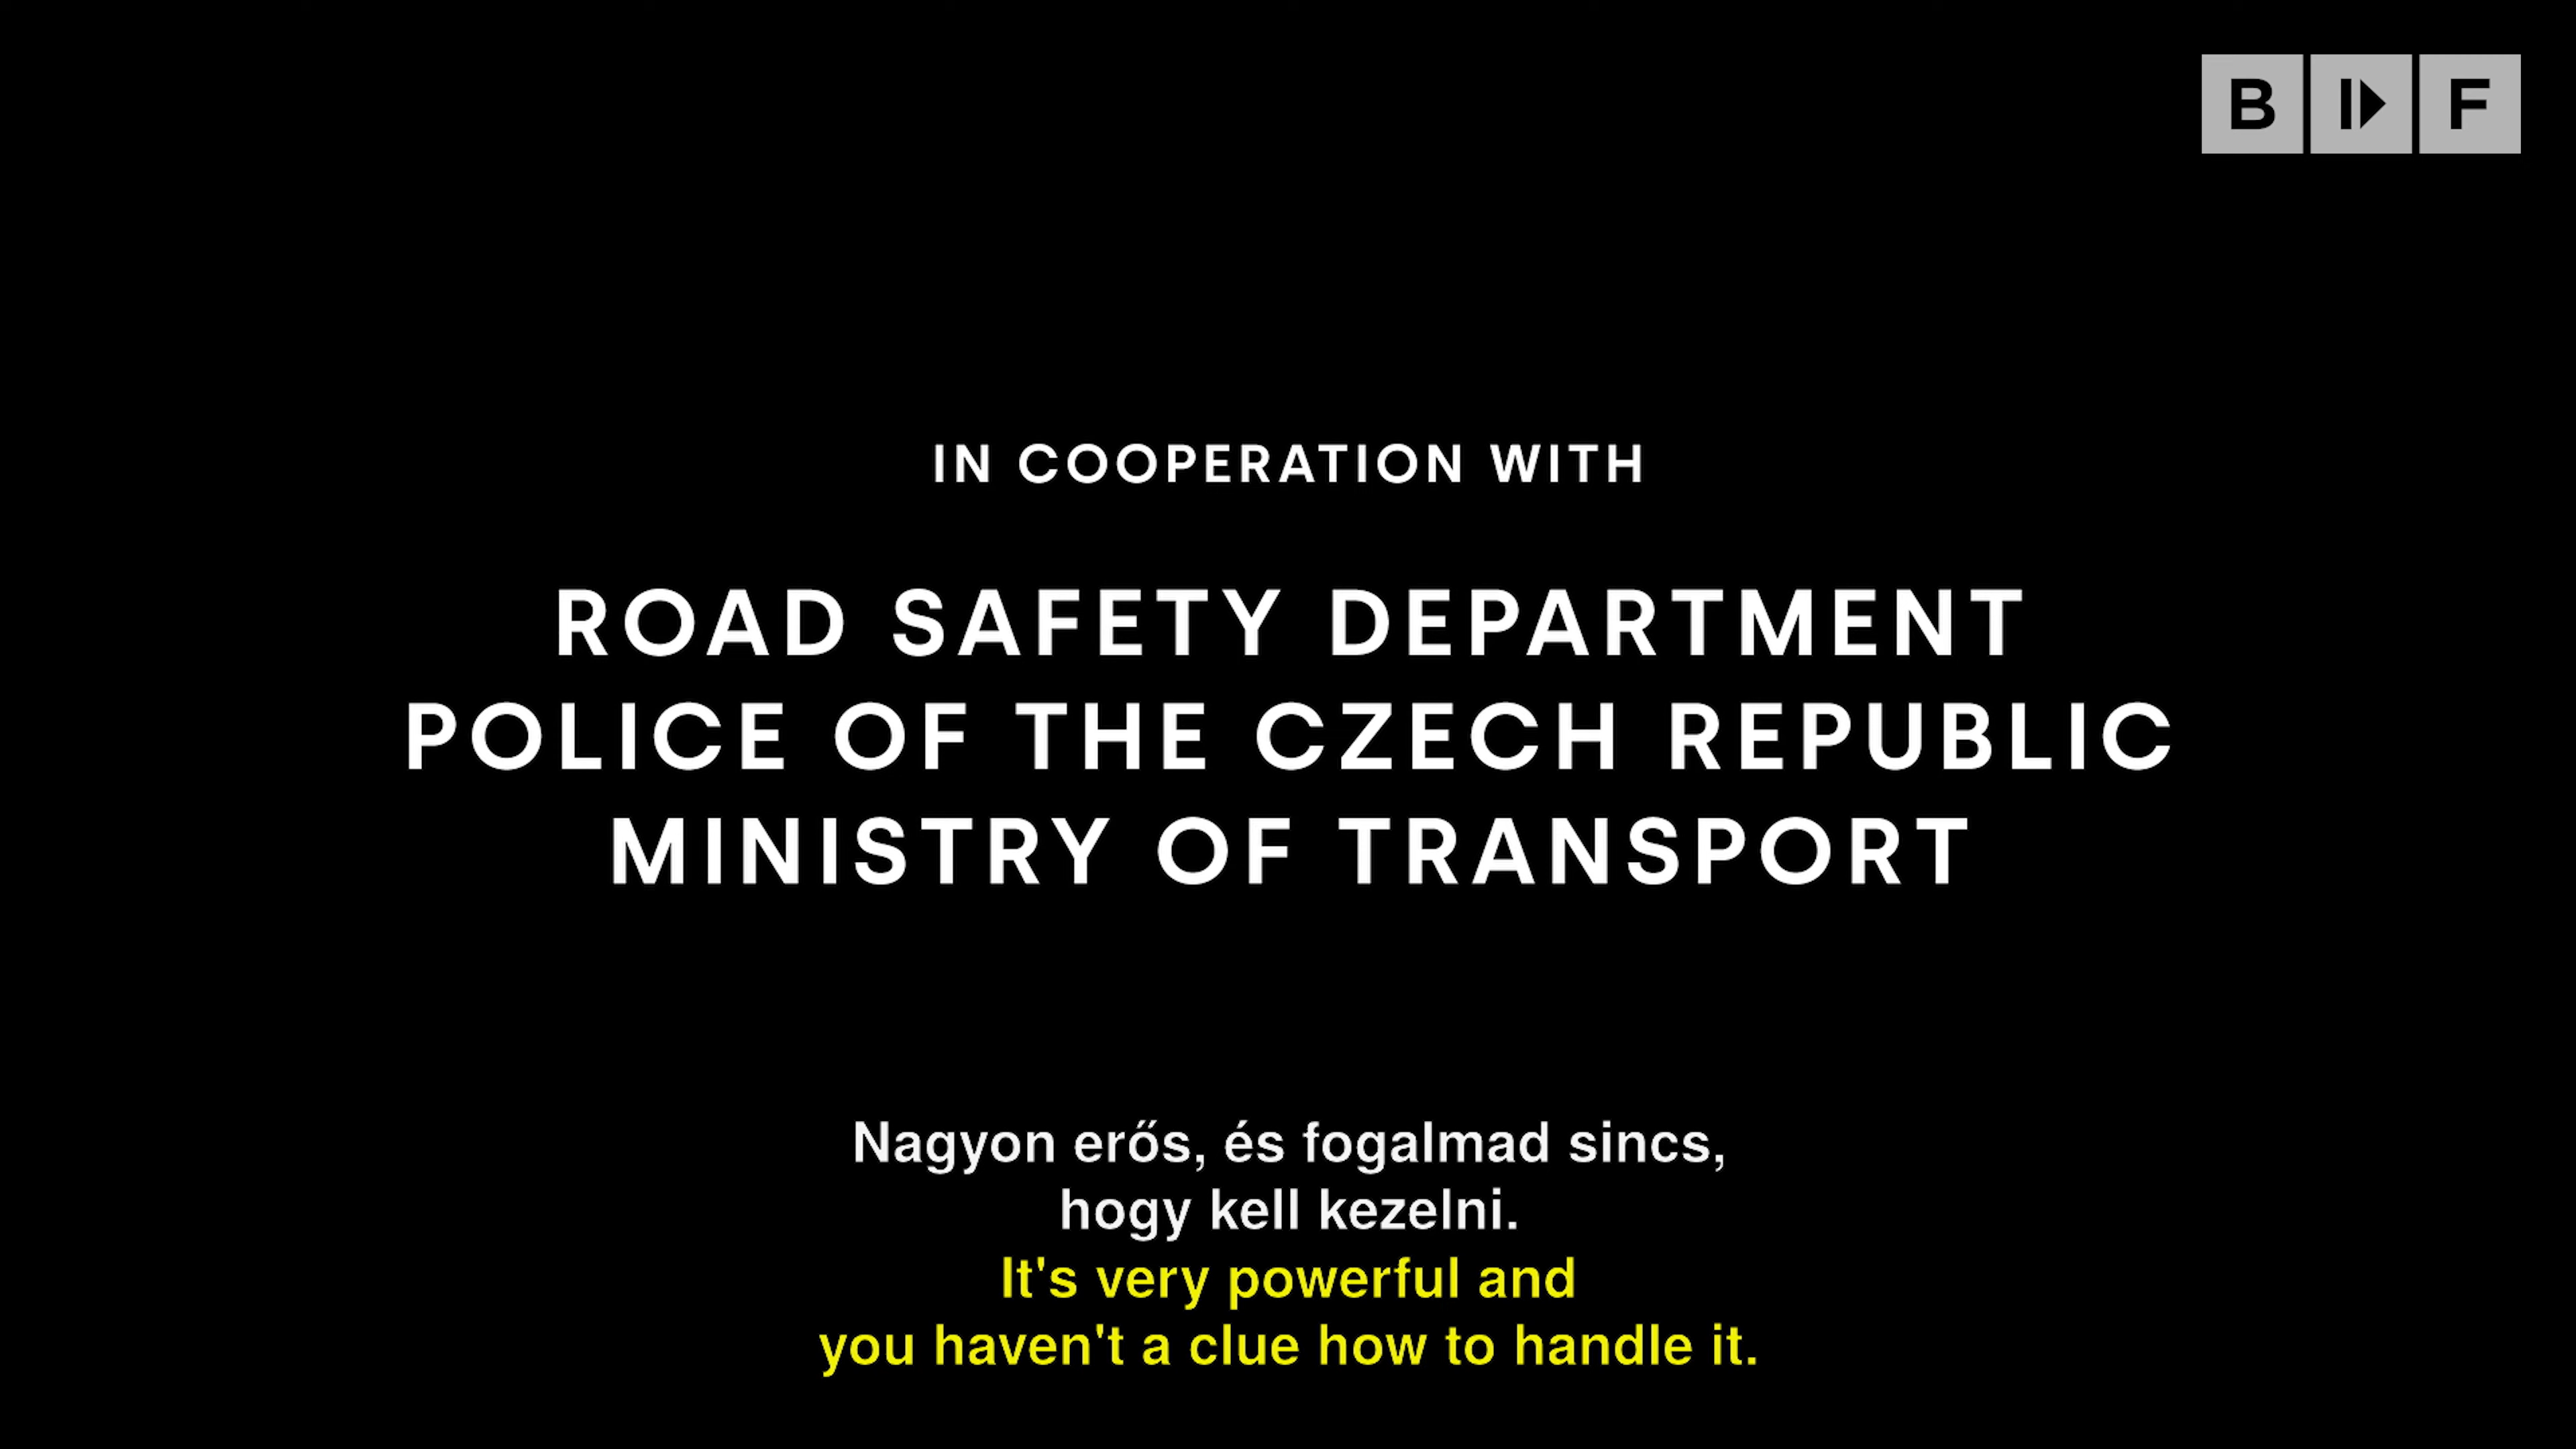 BIDF
IN COOPERATION WITH
ROAD SAFETY DEPARTMENT
POLICE OF THE CZECH REPUBLIC
MINISTRY OF TRANSPORT
Nagyon erős, és fogalmad sincs,
hogy kell kezelni.
It's very powerful and
you haven't a clue how to handle it.